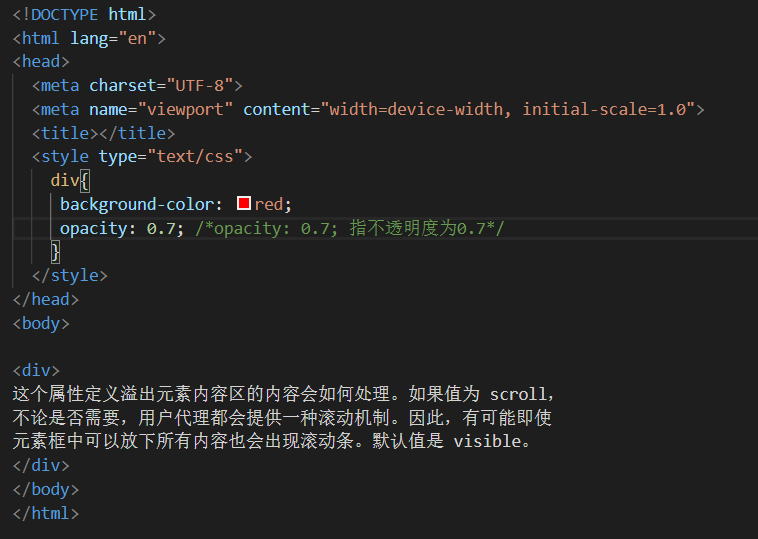 <!DOCTYPE html>
<html lang="en">
<head>
<meta charset="UTF-8">
<meta name="viewport" content="width=device-width, initial-scale=1.0">
<title></title>
<style type="text/css">
div{
background-color: red;
opacity: 0.7; /*opacity: 0.7; 指不透明度为0.7*/
}
</style>
</head>
<body>
<div>
这个属性定义溢出元素内容区的内容会如何处理。如果值为 scroll,
不论是否需要，用户代理都会提供一种滚动机制。因此，有可能即使
元素框中可以放下所有内容也会出现滚动条。默认值是 visible。
</div>
</body>
</html>